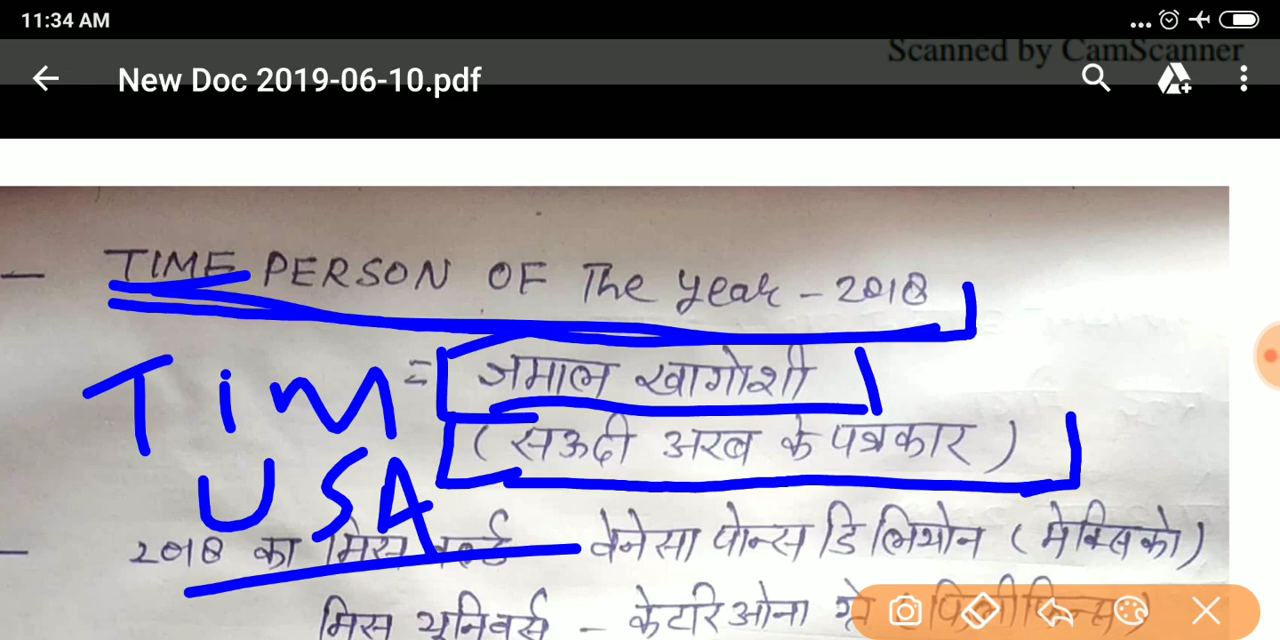 11:34 AM
Scanned by CamScanner
New Doc 2019-06-10.pdf
— TIME PERSON OF The year - 2018
= जमाल खागोशी
Tim
(सऊदी अरब के पत्रकार)
USA
— 2018 का मिस वर्ल्ड वेनेसा पोन्स डि लियोन (मेक्सिको)
मिस यूनिवर्स - केटरिओना ग्रे